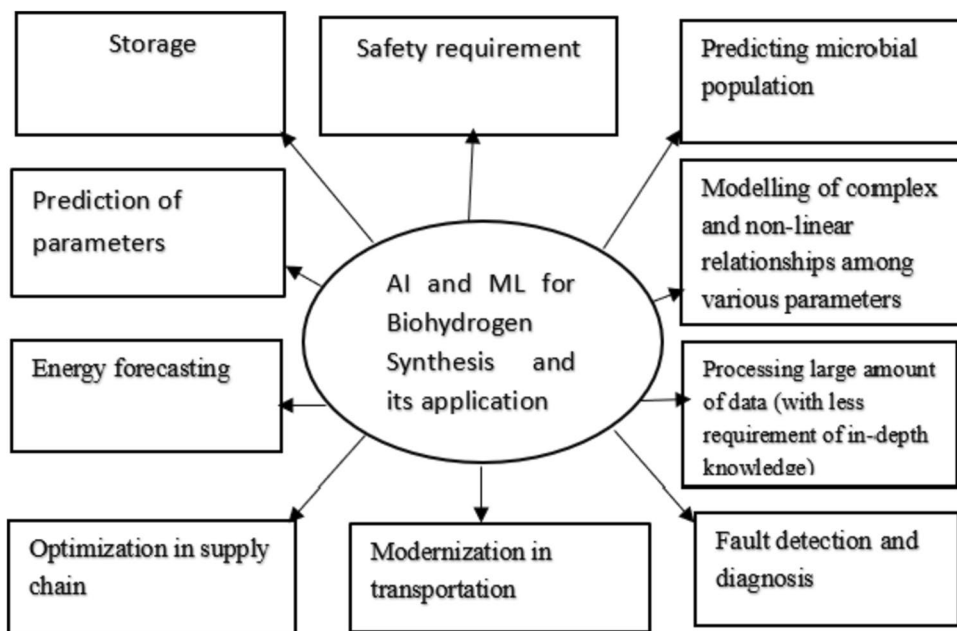 Storage
Safety requirement
Predicting microbial
population
Prediction of
parameters
Modelling of complex
and non-linear
relationships among
various parameters
AI and ML for
Biohydrogen
Synthesis and
its application
Energy forecasting
Processing large amount
of data (with less
requirement of in-depth
knowledge)
Optimization in supply
chain
Modernization in
transportation
Fault detection and
diagnosis